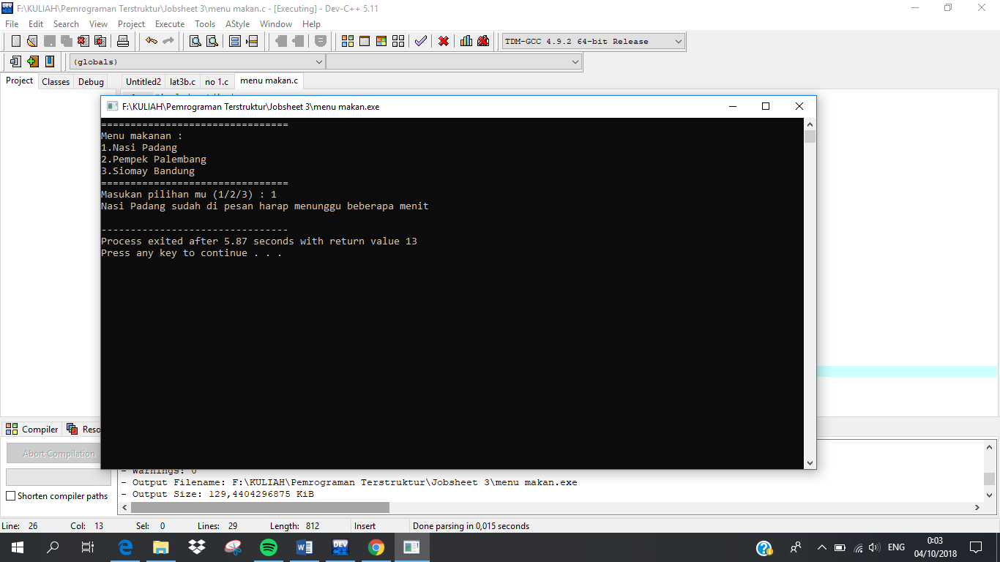 F:\KULIAH\Pemrograman Terstruktur\Jobsheet 3\menu makan.c - [Executing] - Dev-C++ 5.11
File Edit Search View Project Execute Tools AStyle Window Help
TDM-GCC 4.9.2 64-bit Release
(globals)
Project Classes Debug Untitled2 lat3b.c no 1.c menu makan.c
F:\KULIAH\Pemrograman Terstruktur\Jobsheet 3\menu makan.exe
================================
Menu makanan :
1.Nasi Padang
2.Pempek Palembang
3.Siomay Bandung
================================
Masukan pilihan mu (1/2/3) : 1
Nasi Padang sudah di pesan harap menunggu beberapa menit
--------------------------------
Process exited after 5.87 seconds with return value 13
Press any key to continue . . .
Compiler Reso
Abort Compilation
Shorten compiler paths
- Warnings: 0
- Output Filename: F:\KULIAH\Pemrograman Terstruktur\Jobsheet 3\menu makan.exe
- Output Size: 129,4404296875 KiB
Line: 26 Col: 13 Sel: 0 Lines: 29 Length: 812 Insert Done parsing in 0,015 seconds
ENG
0:03
04/10/2018